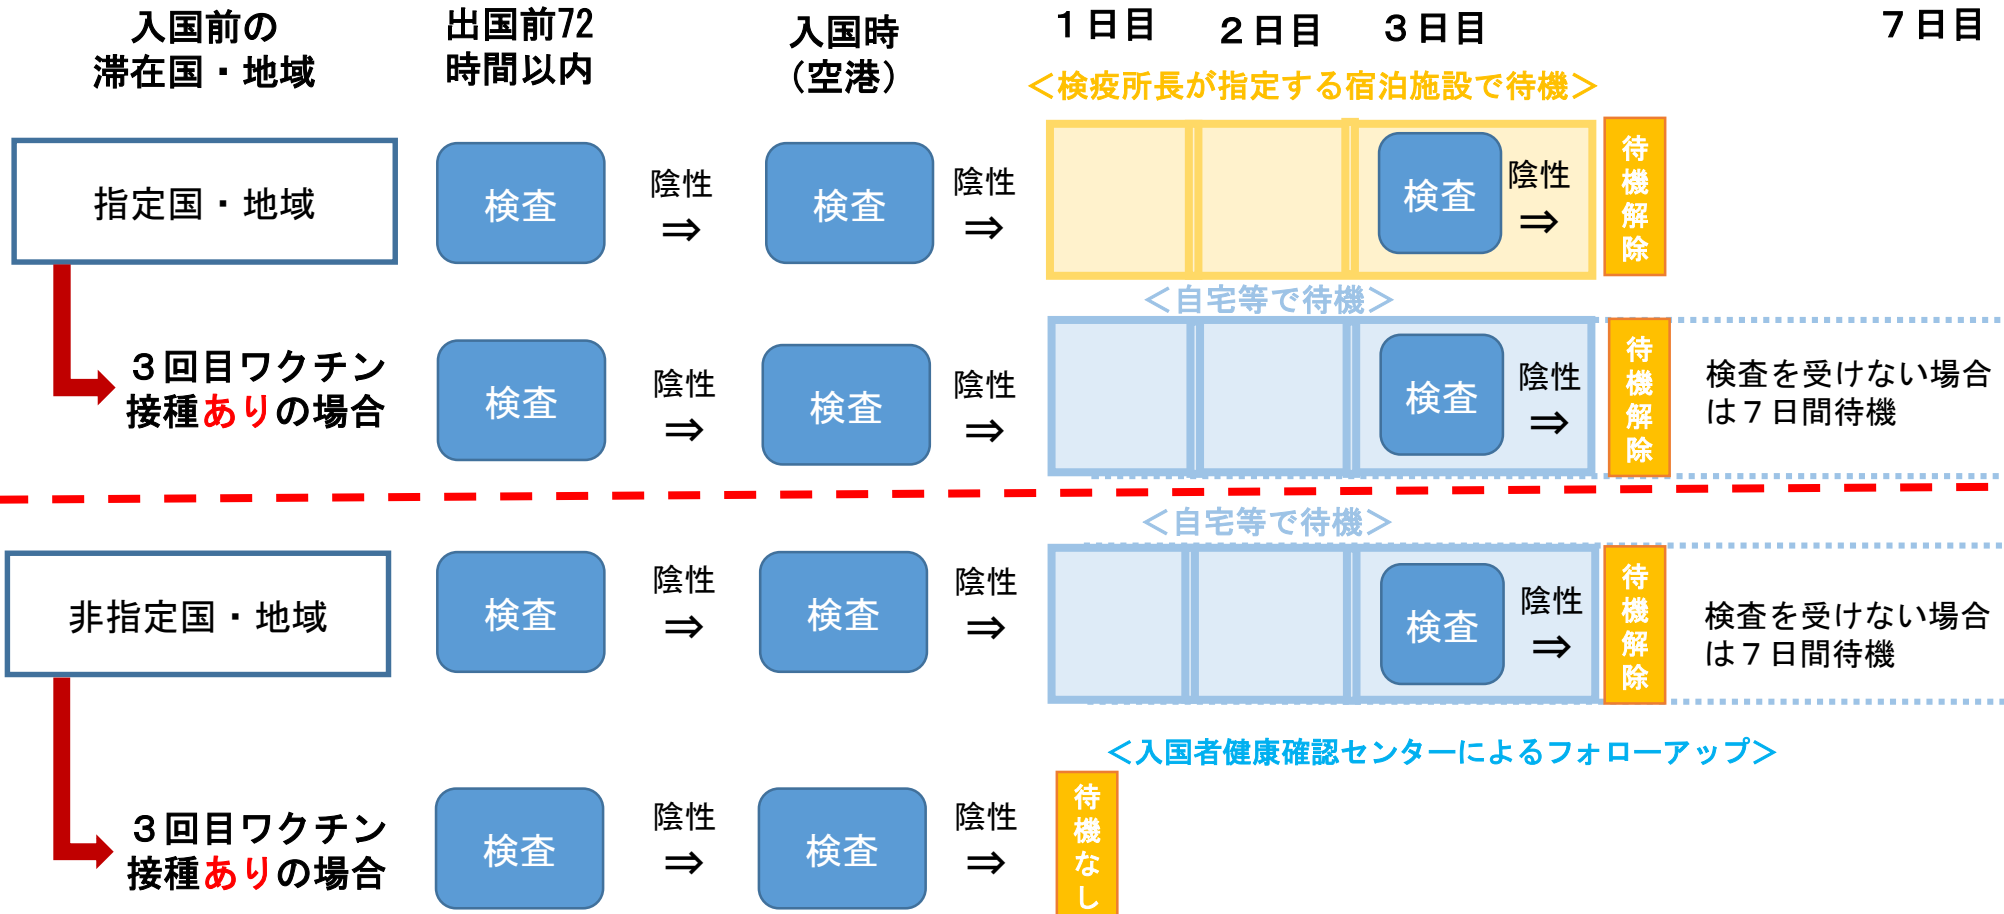 入国前の
滞在国・地域
出国前72
時間以内
入国時
（空港）
１日目
２日目
３日目
７日目
＜検疫所長が指定する宿泊施設で待機＞
指定国・地域
検査
陰性
⇒
検査
陰性
⇒
検査
陰性
⇒
待機解除
＜自宅等で待機＞
３回目ワクチン
接種ありの場合
検査
陰性
⇒
検査
陰性
⇒
検査
陰性
⇒
待機解除
検査を受けない場合
は７日間待機
＜自宅等で待機＞
非指定国・地域
検査
陰性
⇒
検査
陰性
⇒
検査
陰性
⇒
待機解除
検査を受けない場合
は７日間待機
＜入国者健康確認センターによるフォローアップ＞
３回目ワクチン
接種ありの場合
検査
陰性
⇒
検査
陰性
⇒
待機なし